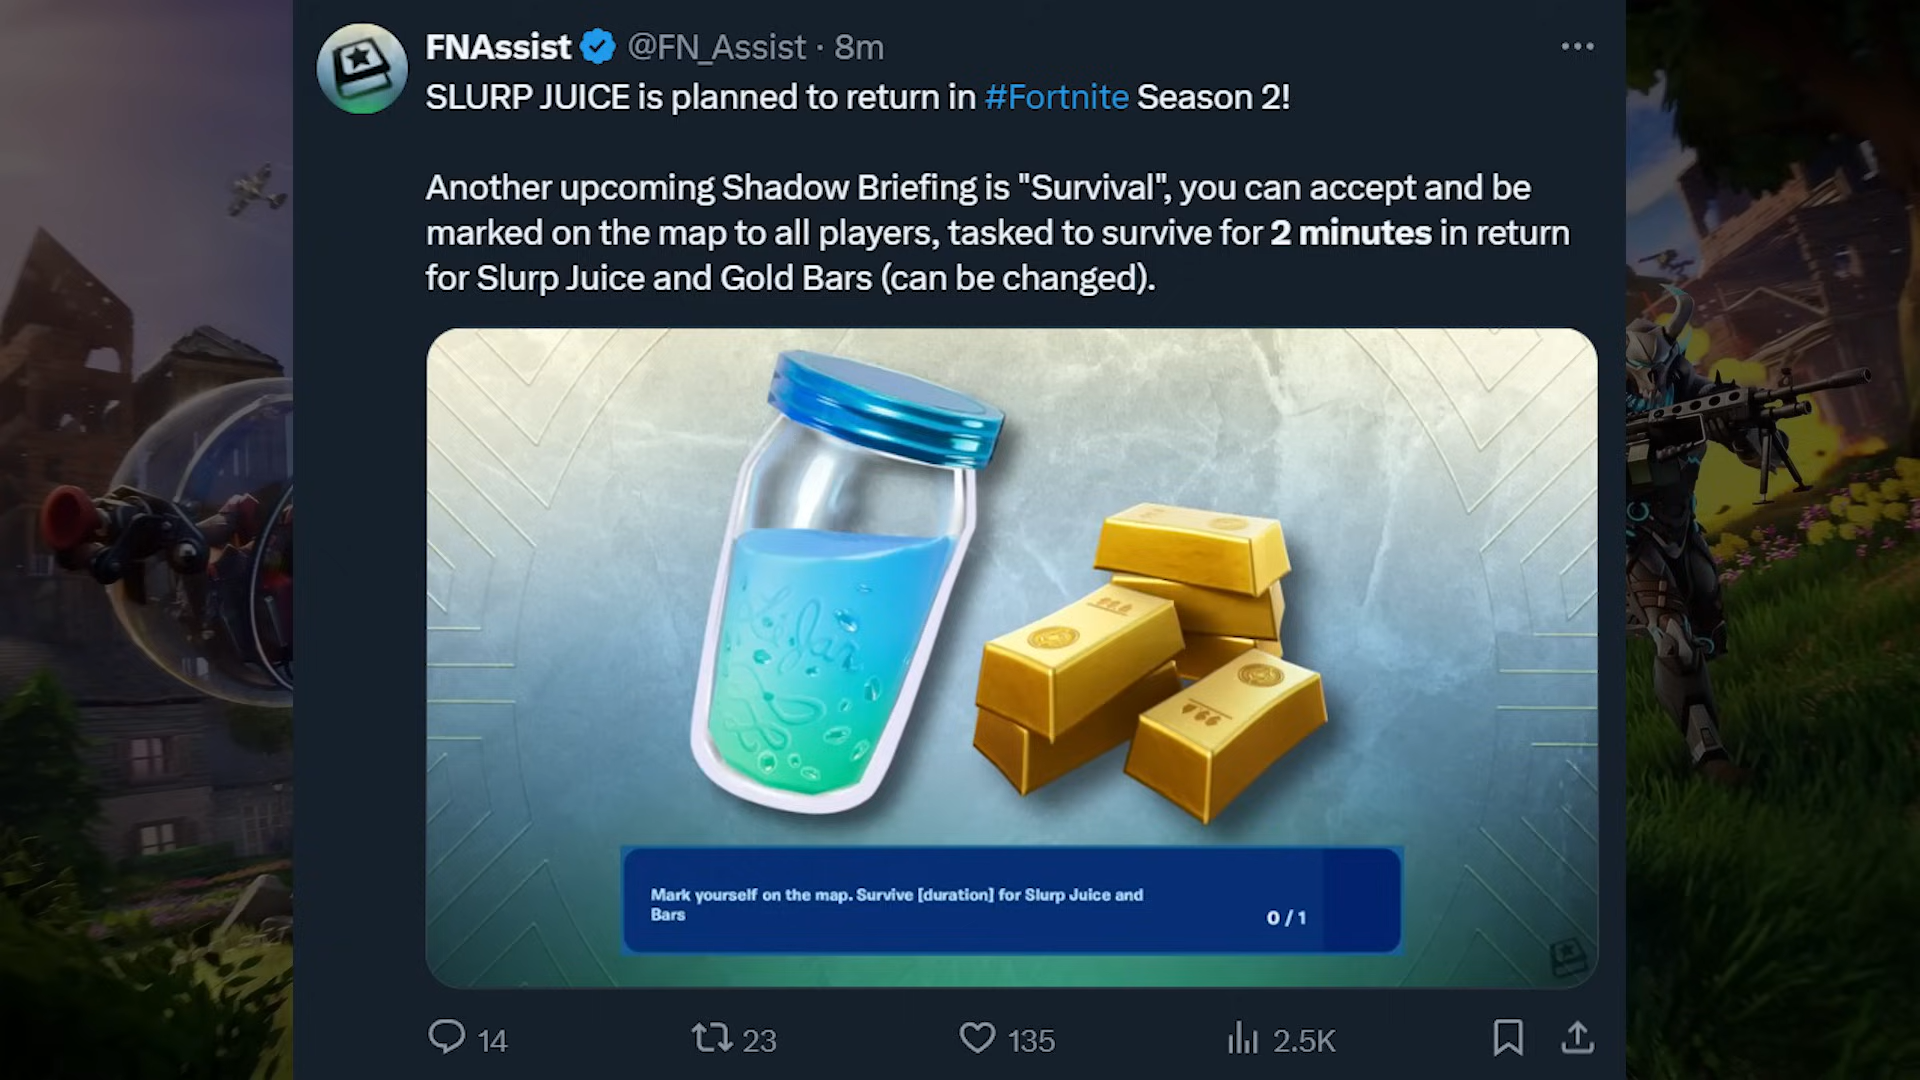 FNAssist @FN_Assist · 8m
SLURP JUICE is planned to return in #Fortnite Season 2!
Another upcoming Shadow Briefing is "Survival", you can accept and be
marked on the map to all players, tasked to survive for 2 minutes in return
for Slurp Juice and Gold Bars (can be changed).
Mark yourself on the map. Survive [duration] for Slurp Juice and
Bars
0 / 1
14 23 135 2.5K